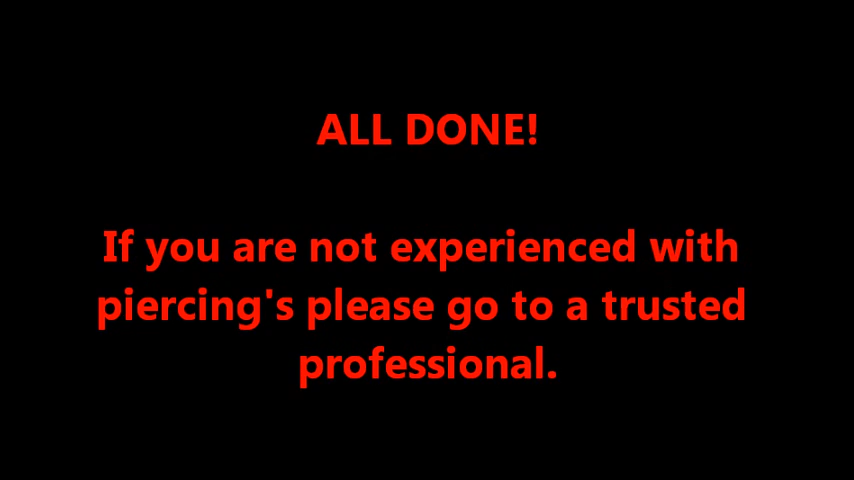 ALL DONE!
If you are not experienced with
piercing's please go to a trusted
professional.